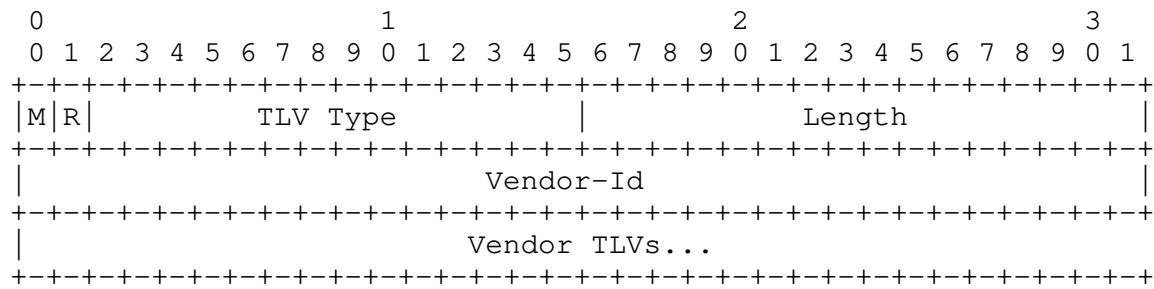 0                   1                   2                   3
 0 1 2 3 4 5 6 7 8 9 0 1 2 3 4 5 6 7 8 9 0 1 2 3 4 5 6 7 8 9 0 1
+-+-+-+-+-+-+-+-+-+-+-+-+-+-+-+-+-+-+-+-+-+-+-+-+-+-+-+-+-+-+-+-+
|M|R|         TLV Type          |            Length             |
+-+-+-+-+-+-+-+-+-+-+-+-+-+-+-+-+-+-+-+-+-+-+-+-+-+-+-+-+-+-+-+-+
|                          Vendor-Id                            |
+-+-+-+-+-+-+-+-+-+-+-+-+-+-+-+-+-+-+-+-+-+-+-+-+-+-+-+-+-+-+-+-+
|                         Vendor TLVs...
+-+-+-+-+-+-+-+-+-+-+-+-+-+-+-+-+-+-+-+-+-+-+-+-+-+-+-+-+-+-+-+-+